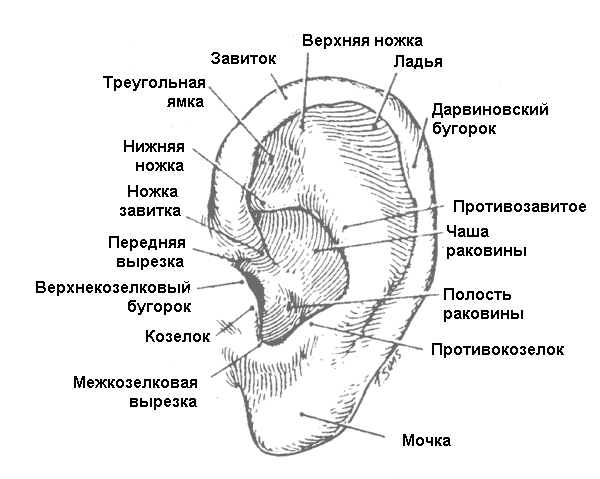 Верхняя ножка
Завиток
Ладья
Треугольная
ямка
Дарвиновский
бугорок
Нижняя
ножка
Ножка
завитка
Противозавитое
Чаша
раковины
Передняя
вырезка
Верхнекозелковый
бугорок
Полость
раковины
Козелок
Противокозелок
Межкозелковая
вырезка
Мочка